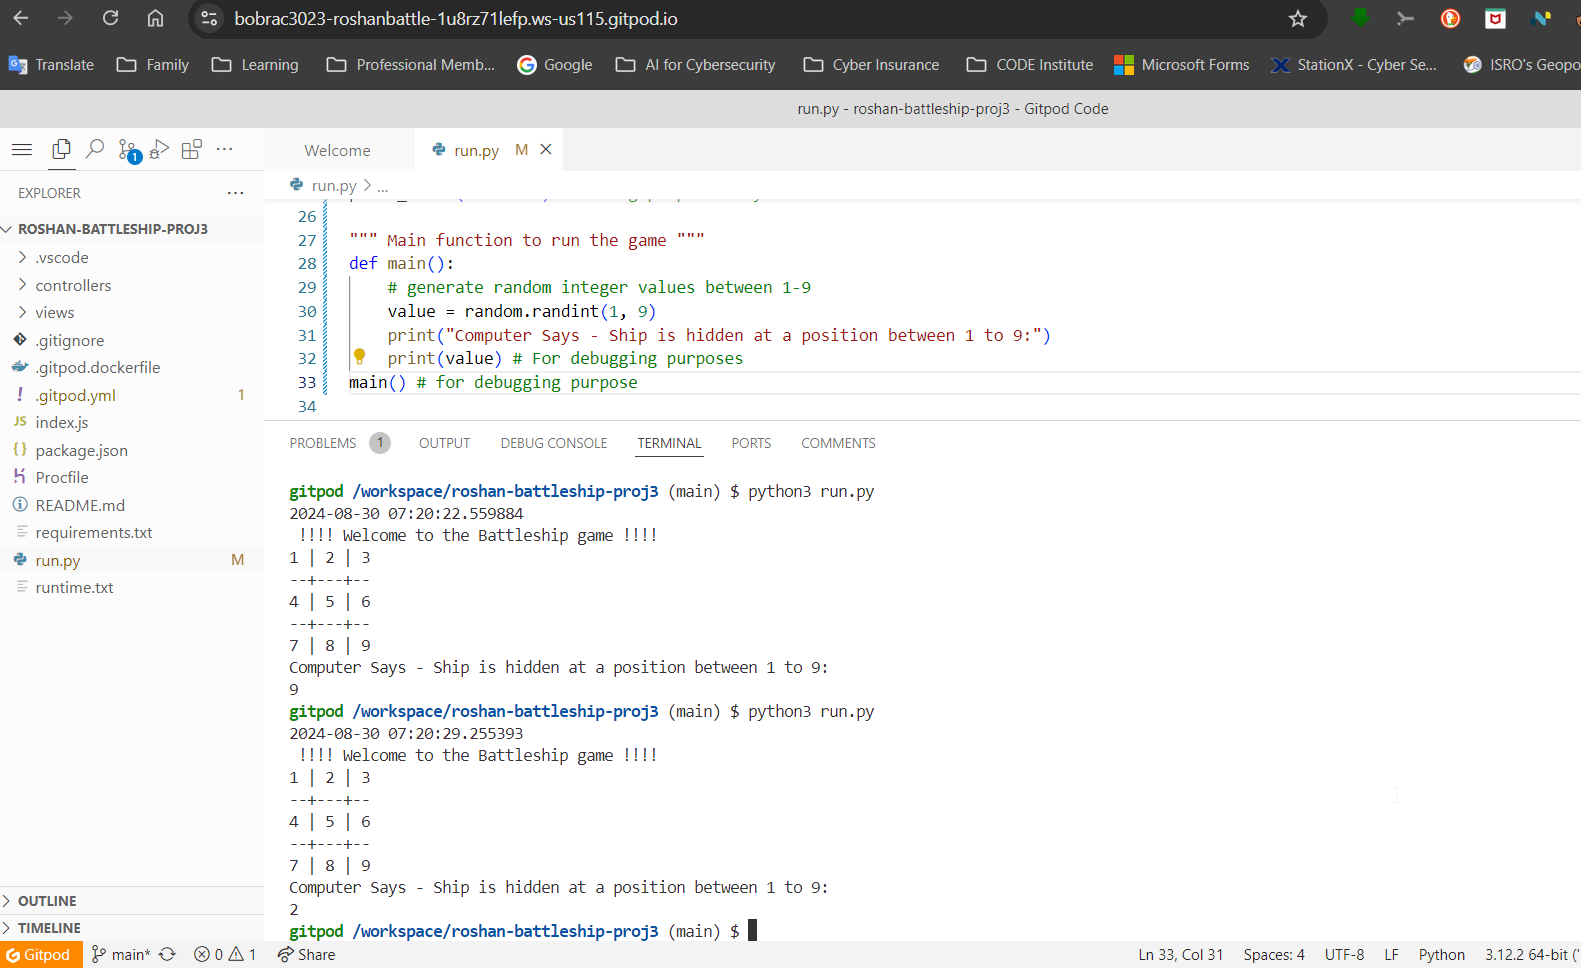 bobrac3023-roshanbattle-1u8rz71lefp.ws-us115.gitpod.io
Translate Family Learning Professional Memb... Google AI for Cybersecurity Cyber Insurance CODE Institute Microsoft Forms StationX - Cyber Se... ISRO's Geopo
run.py - roshan-battleship-proj3 - Gitpod Code
1 ... Welcome run.py M
EXPLORER ... run.py > ...
ROSHAN-BATTLESHIP-PROJ3
.vscode
controllers
views
.gitignore
.gitpod.dockerfile
! .gitpod.yml 1
JS index.js
{} package.json
Procfile
README.md
requirements.txt
run.py M
runtime.txt
OUTLINE
TIMELINE
26
27 """ Main function to run the game """
28 def main():
29 # generate random integer values between 1-9
30 value = random.randint(1, 9)
31 print("Computer Says - Ship is hidden at a position between 1 to 9:")
32 print(value) # For debugging purposes
33 main() # for debugging purpose
34
PROBLEMS 1 OUTPUT DEBUG CONSOLE TERMINAL PORTS COMMENTS
gitpod /workspace/roshan-battleship-proj3 (main) $ python3 run.py
2024-08-30 07:20:22.559884
!!!! Welcome to the Battleship game !!!!
1 | 2 | 3
--+---+--
4 | 5 | 6
--+---+--
7 | 8 | 9
Computer Says - Ship is hidden at a position between 1 to 9:
9
gitpod /workspace/roshan-battleship-proj3 (main) $ python3 run.py
2024-08-30 07:20:29.255393
!!!! Welcome to the Battleship game !!!!
1 | 2 | 3
--+---+--
4 | 5 | 6
--+---+--
7 | 8 | 9
Computer Says - Ship is hidden at a position between 1 to 9:
2
gitpod /workspace/roshan-battleship-proj3 (main) $
Gitpod main* 0 1 Share Ln 33, Col 31 Spaces: 4 UTF-8 LF Python 3.12.2 64-bit ('